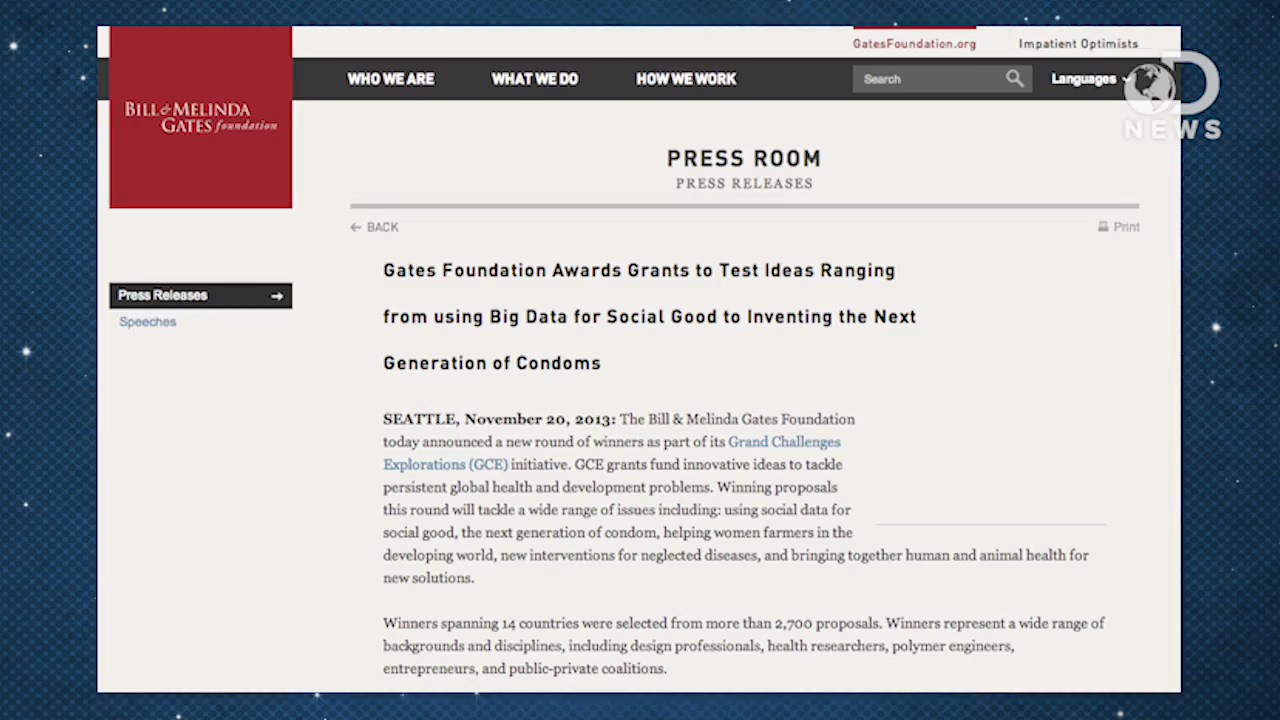 GatesFoundation.org Impatient Optimists
BILL & MELINDA
GATES foundation
WHO WE ARE WHAT WE DO HOW WE WORK Search Languages
D
NEWS
PRESS ROOM
PRESS RELEASES
← BACK Print
Press Releases →
Speeches
Gates Foundation Awards Grants to Test Ideas Ranging
from using Big Data for Social Good to Inventing the Next
Generation of Condoms
SEATTLE, November 20, 2013: The Bill & Melinda Gates Foundation
today announced a new round of winners as part of its Grand Challenges
Explorations (GCE) initiative. GCE grants fund innovative ideas to tackle
persistent global health and development problems. Winning proposals
this round will tackle a wide range of issues including: using social data for
social good, the next generation of condom, helping women farmers in the
developing world, new interventions for neglected diseases, and bringing together human and animal health for
new solutions.
Winners spanning 14 countries were selected from more than 2,700 proposals. Winners represent a wide range of
backgrounds and disciplines, including design professionals, health researchers, polymer engineers,
entrepreneurs, and public-private coalitions.